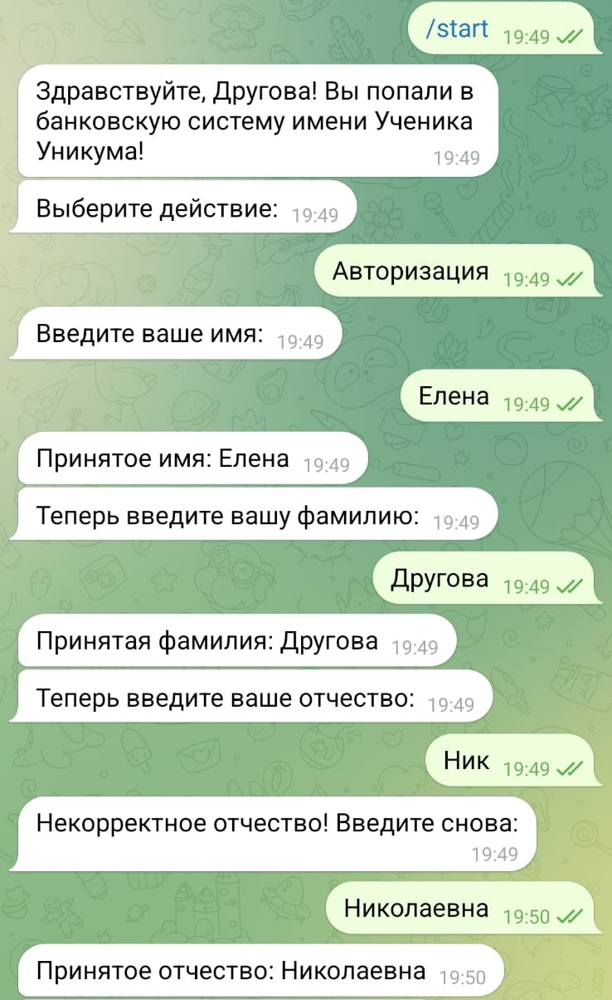 /start 19:49
Здравствуйте, Другова! Вы попали в
банковскую систему имени Ученика
Уникума! 19:49
Выберите действие: 19:49
Авторизация 19:49
Введите ваше имя: 19:49
Елена 19:49
Принятое имя: Елена 19:49
Теперь введите вашу фамилию: 19:49
Другова 19:49
Принятая фамилия: Другова 19:49
Теперь введите ваше отчество: 19:49
Ник 19:49
Некорректное отчество! Введите снова:
19:49
Николаевна 19:50
Принятое отчество: Николаевна 19:50